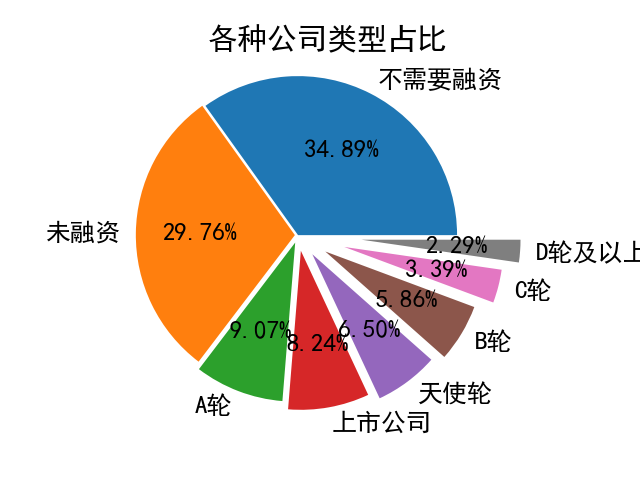 各种公司类型占比
不需要融资
34.89%
未融资
29.76%
A轮
9.07%
上市公司
8.24%
天使轮
6.50%
B轮
5.86%
C轮
3.39%
D轮及以上
2.29%